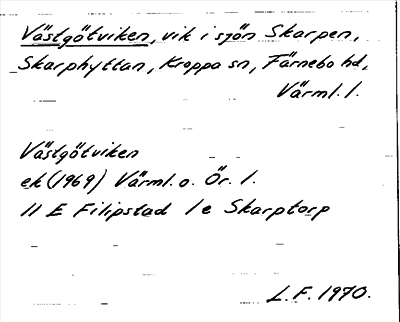 Västgötviken, vik i sjön Skarpen,
Skarphyttan, Kroppa sn, Färnebo hd,
Värml. l.
Västgötviken
ek (1969) Värml. o. Ör. l.
11 E Filipstad 1e Skarptorp
L.F. 1970.